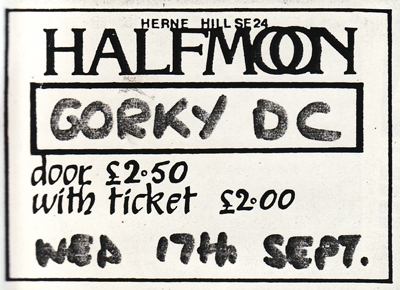 HERNE HILL SE24
HALFMOON
GORKY DC
door £2·50
with ticket £2·00
WED 17th SEPT.